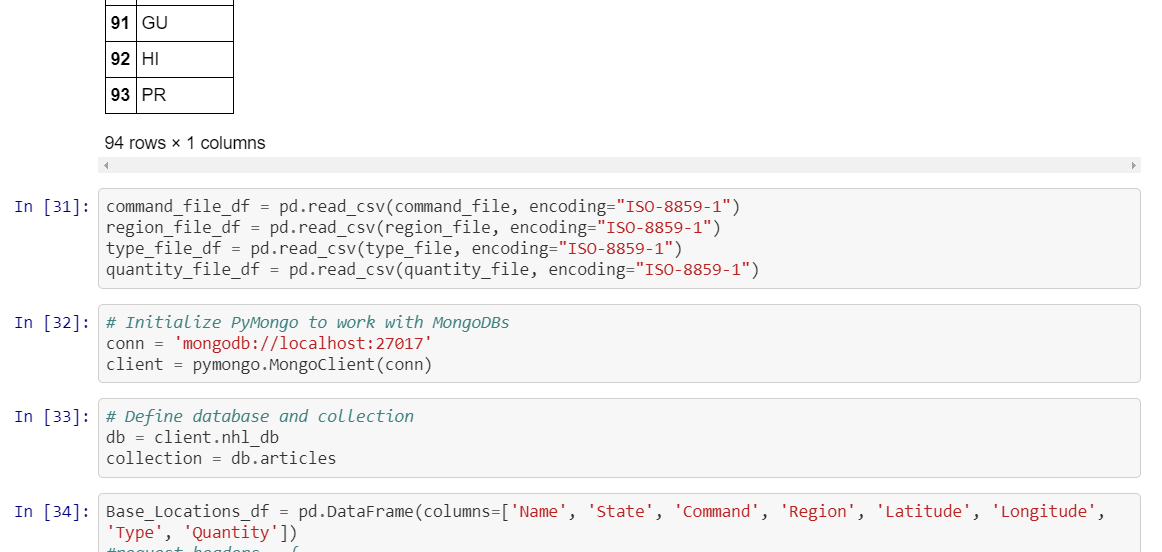 91 GU
92 HI
93 PR
94 rows × 1 columns
In [31]: command_file_df = pd.read_csv(command_file, encoding="ISO-8859-1")
region_file_df = pd.read_csv(region_file, encoding="ISO-8859-1")
type_file_df = pd.read_csv(type_file, encoding="ISO-8859-1")
quantity_file_df = pd.read_csv(quantity_file, encoding="ISO-8859-1")
In [32]: # Initialize PyMongo to work with MongoDBs
conn = 'mongodb://localhost:27017'
client = pymongo.MongoClient(conn)
In [33]: # Define database and collection
db = client.nhl_db
collection = db.articles
In [34]: Base_Locations_df = pd.DataFrame(columns=['Name', 'State', 'Command', 'Region', 'Latitude', 'Longitude',
'Type', 'Quantity'])
#request headers = {